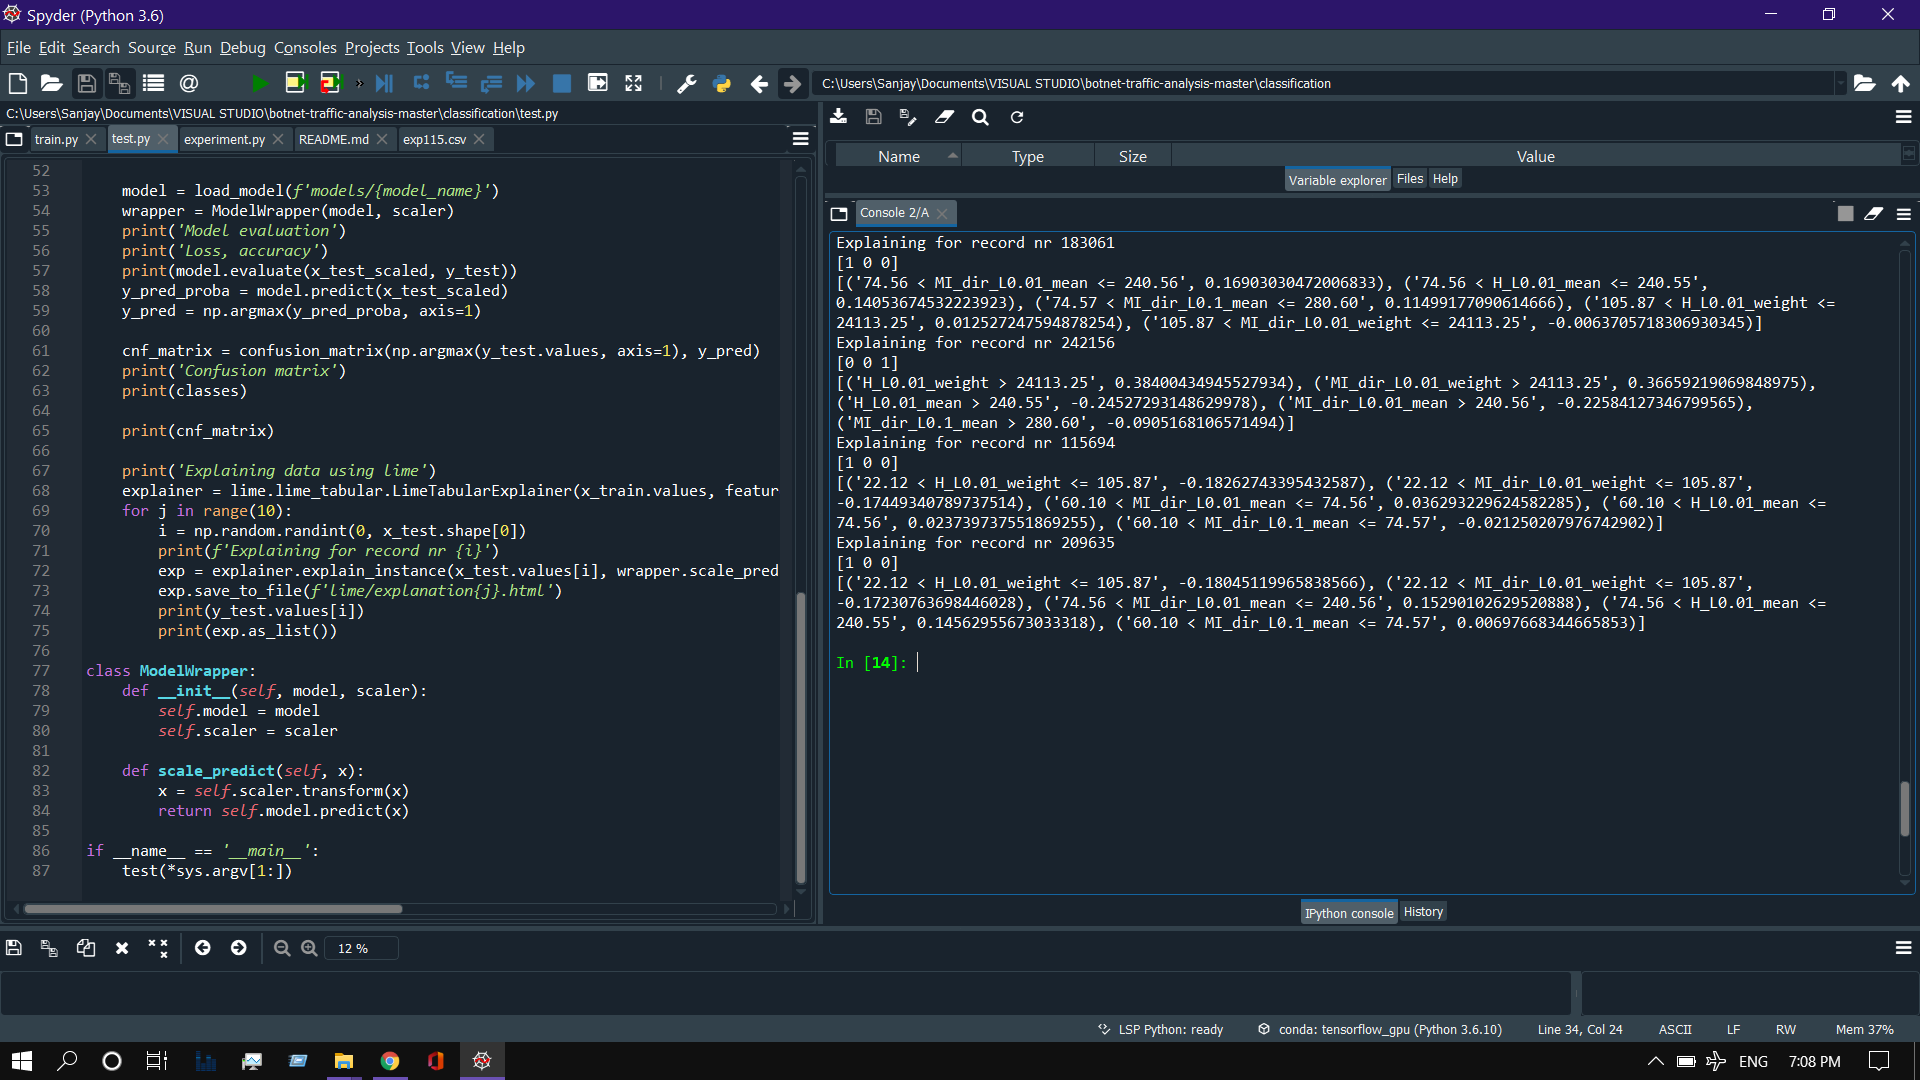 Spyder (Python 3.6)
File Edit Search Source Run Debug Consoles Projects Tools View Help
C:\Users\Sanjay\Documents\VISUAL STUDIO\botnet-traffic-analysis-master\classification
C:\Users\Sanjay\Documents\VISUAL STUDIO\botnet-traffic-analysis-master\classification\test.py
train.py test.py experiment.py README.md exp115.csv
52
53 model = load_model(f'models/{model_name}')
54 wrapper = ModelWrapper(model, scaler)
55 print('Model evaluation')
56 print('Loss, accuracy')
57 print(model.evaluate(x_test_scaled, y_test))
58 y_pred_proba = model.predict(x_test_scaled)
59 y_pred = np.argmax(y_pred_proba, axis=1)
60
61 cnf_matrix = confusion_matrix(np.argmax(y_test.values, axis=1), y_pred)
62 print('Confusion matrix')
63 print(classes)
64
65 print(cnf_matrix)
66
67 print('Explaining data using lime')
68 explainer = lime.lime_tabular.LimeTabularExplainer(x_train.values, featur
69 for j in range(10):
70 i = np.random.randint(0, x_test.shape[0])
71 print(f'Explaining for record nr {i}')
72 exp = explainer.explain_instance(x_test.values[i], wrapper.scale_pred
73 exp.save_to_file(f'lime/explanation{j}.html')
74 print(y_test.values[i])
75 print(exp.as_list())
76
77 class ModelWrapper:
78 def __init__(self, model, scaler):
79 self.model = model
80 self.scaler = scaler
81
82 def scale_predict(self, x):
83 x = self.scaler.transform(x)
84 return self.model.predict(x)
85
86 if __name__ == '__main__':
87 test(*sys.argv[1:])
Name Type Size Value
Variable explorer Files Help
Console 2/A
Explaining for record nr 183061
[1 0 0]
[('74.56 < MI_dir_L0.01_mean <= 240.56', 0.16903030472006833), ('74.56 < H_L0.01_mean <= 240.55',
0.14053674532223923), ('74.57 < MI_dir_L0.1_mean <= 280.60', 0.11499177090614666), ('105.87 < H_L0.01_weight <=
24113.25', 0.012527247594878254), ('105.87 < MI_dir_L0.01_weight <= 24113.25', -0.0063705718306930345)]
Explaining for record nr 242156
[0 0 1]
[('H_L0.01_weight > 24113.25', 0.38400434945527934), ('MI_dir_L0.01_weight > 24113.25', 0.36659219069848975),
('H_L0.01_mean > 240.55', -0.24527293148629978), ('MI_dir_L0.01_mean > 240.56', -0.22584127346799565),
('MI_dir_L0.1_mean > 280.60', -0.0905168106571494)]
Explaining for record nr 115694
[1 0 0]
[('22.12 < H_L0.01_weight <= 105.87', -0.18262743395432587), ('22.12 < MI_dir_L0.01_weight <= 105.87',
-0.17449340789737514), ('60.10 < MI_dir_L0.01_mean <= 74.56', 0.036293229624582285), ('60.10 < H_L0.01_mean <=
74.56', 0.023739737551869255), ('60.10 < MI_dir_L0.1_mean <= 74.57', -0.021250207976742902)]
Explaining for record nr 209635
[1 0 0]
[('22.12 < H_L0.01_weight <= 105.87', -0.18045119965838566), ('22.12 < MI_dir_L0.01_weight <= 105.87',
-0.17230763698446028), ('74.56 < MI_dir_L0.01_mean <= 240.56', 0.15290102629520888), ('74.56 < H_L0.01_mean <=
240.55', 0.14562955673033318), ('60.10 < MI_dir_L0.1_mean <= 74.57', 0.00697668344665853)]
In [14]:
IPython console History
12 %
LSP Python: ready conda: tensorflow_gpu (Python 3.6.10) Line 34, Col 24 ASCII LF RW Mem 37%
ENG 7:08 PM